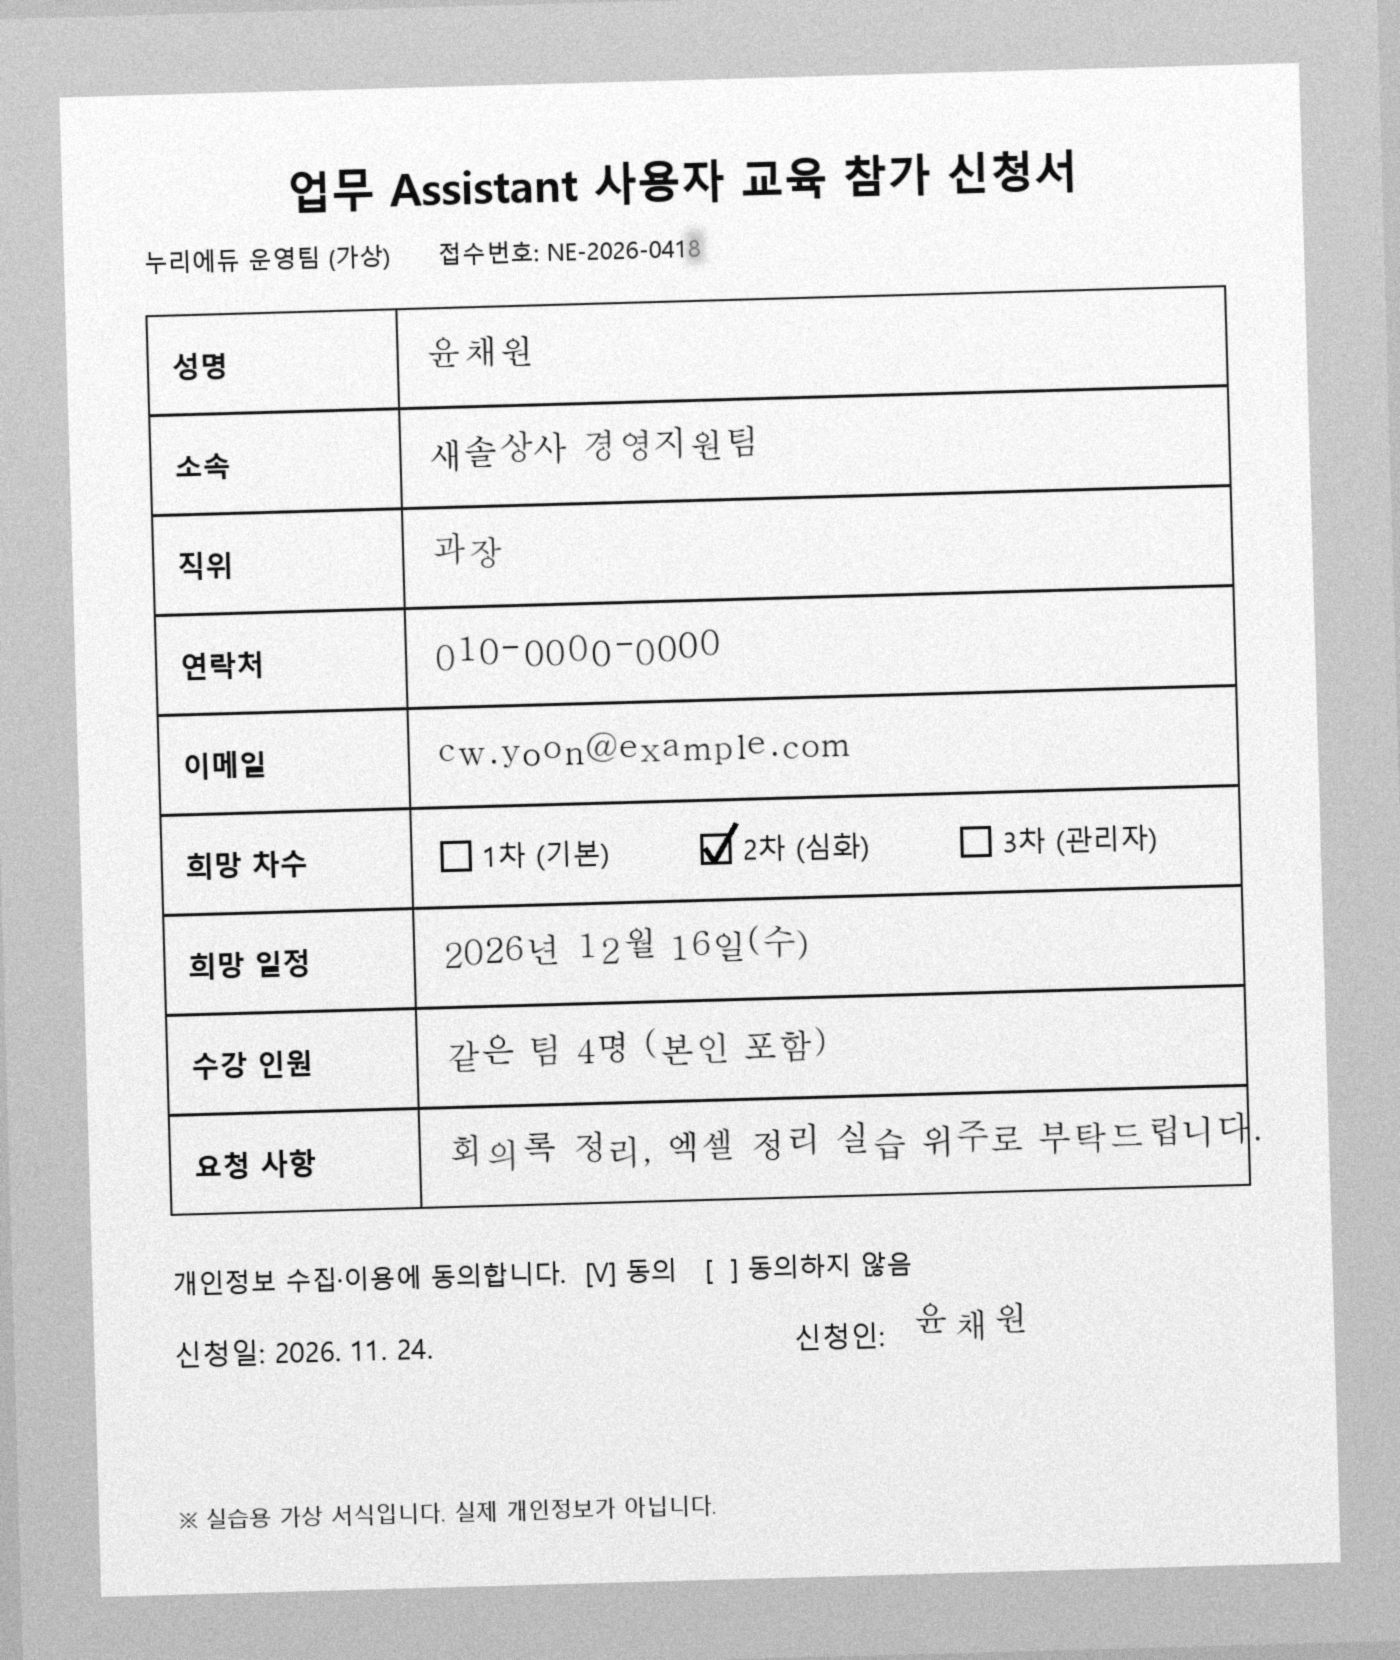 업무 Assistant 사용자 교육 참가 신청서
누리에듀 운영팀 (가상) 접수번호: NE-2026-0418
성명 윤채원
소속 새솔상사 경영지원팀
직위 과장
연락처 010-0000-0000
이메일 cw.yoon@example.com
희망 차수 ☐ 1차 (기본) ☑ 2차 (심화) ☐ 3차 (관리자)
희망 일정 2026년 12월 16일(수)
수강 인원 같은 팀 4명 (본인 포함)
요청 사항 회의록 정리, 엑셀 정리 실습 위주로 부탁드립니다.
개인정보 수집·이용에 동의합니다. [V] 동의 [ ] 동의하지 않음
신청일: 2026. 11. 24. 신청인: 윤채원
※ 실습용 가상 서식입니다. 실제 개인정보가 아닙니다.